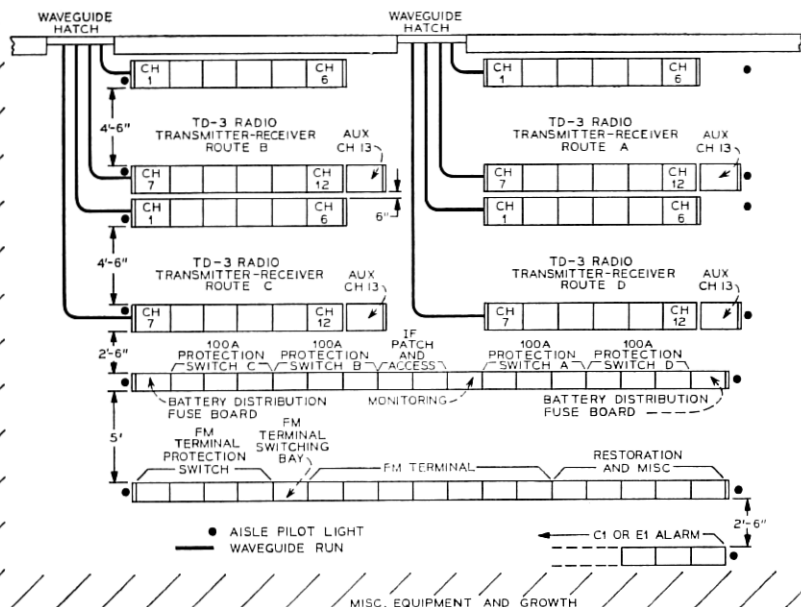 WAVEGUIDE
HATCH
WAVEGUIDE
HATCH
CH
1
CH
6
CH
1
CH
6
4'-6"
TD-3 RADIO
TRANSMITTER-RECEIVER
ROUTE B
AUX
CH 13
TD-3 RADIO
TRANSMITTER-RECEIVER
ROUTE A
AUX
CH 13
CH
7
CH
12
CH
7
CH
12
CH
1
CH
6
6"
CH
1
CH
6
4'-6"
TD-3 RADIO
TRANSMITTER-RECEIVER
ROUTE C
AUX
CH 13
TD-3 RADIO
TRANSMITTER-RECEIVER
ROUTE D
AUX
CH 13
CH
7
CH
12
CH
7
CH
12
2'-6"
100A
PROTECTION
SWITCH C
100A
PROTECTION
SWITCH B
IF
PATCH
AND
ACCESS
100A
PROTECTION
SWITCH A
100A
PROTECTION
SWITCH D
BATTERY DISTRIBUTION
FUSE BOARD
MONITORING
BATTERY DISTRIBUTION
FUSE BOARD
5'
FM
TERMINAL
PROTECTION
SWITCH
FM
TERMINAL
SWITCHING
BAY
FM TERMINAL
RESTORATION
AND MISC
AISLE PILOT LIGHT
WAVEGUIDE RUN
2'-6"
C1 OR E1 ALARM
MISC. EQUIPMENT AND GROWTH